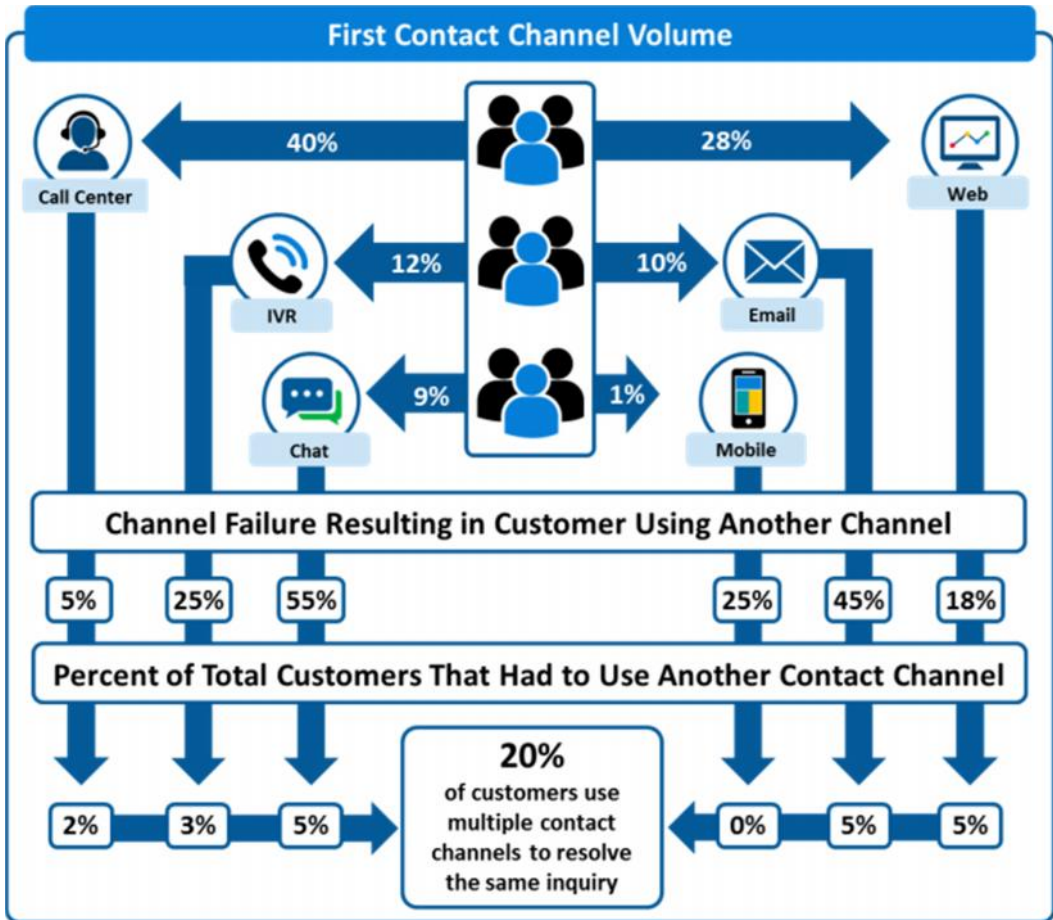 First Contact Channel Volume
40%
28%
Call Center
Web
12%
10%
IVR
Email
9%
1%
Chat
Mobile
Channel Failure Resulting in Customer Using Another Channel
5%
25%
55%
25%
45%
18%
Percent of Total Customers That Had to Use Another Contact Channel
20%
of customers use
multiple contact
channels to resolve
the same inquiry
2%
3%
5%
0%
5%
5%